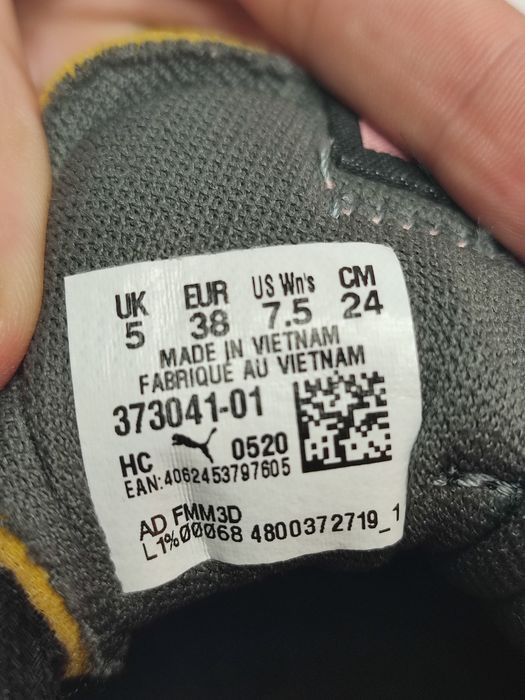 UK EUR US Wn's CM
5 38 7.5 24
MADE IN VIETNAM
FABRIQUÉ AU VIETNAM
373041-01
HC 0520
EAN:4062453797605
AD FMM3D
L1%00068 4800372719_1